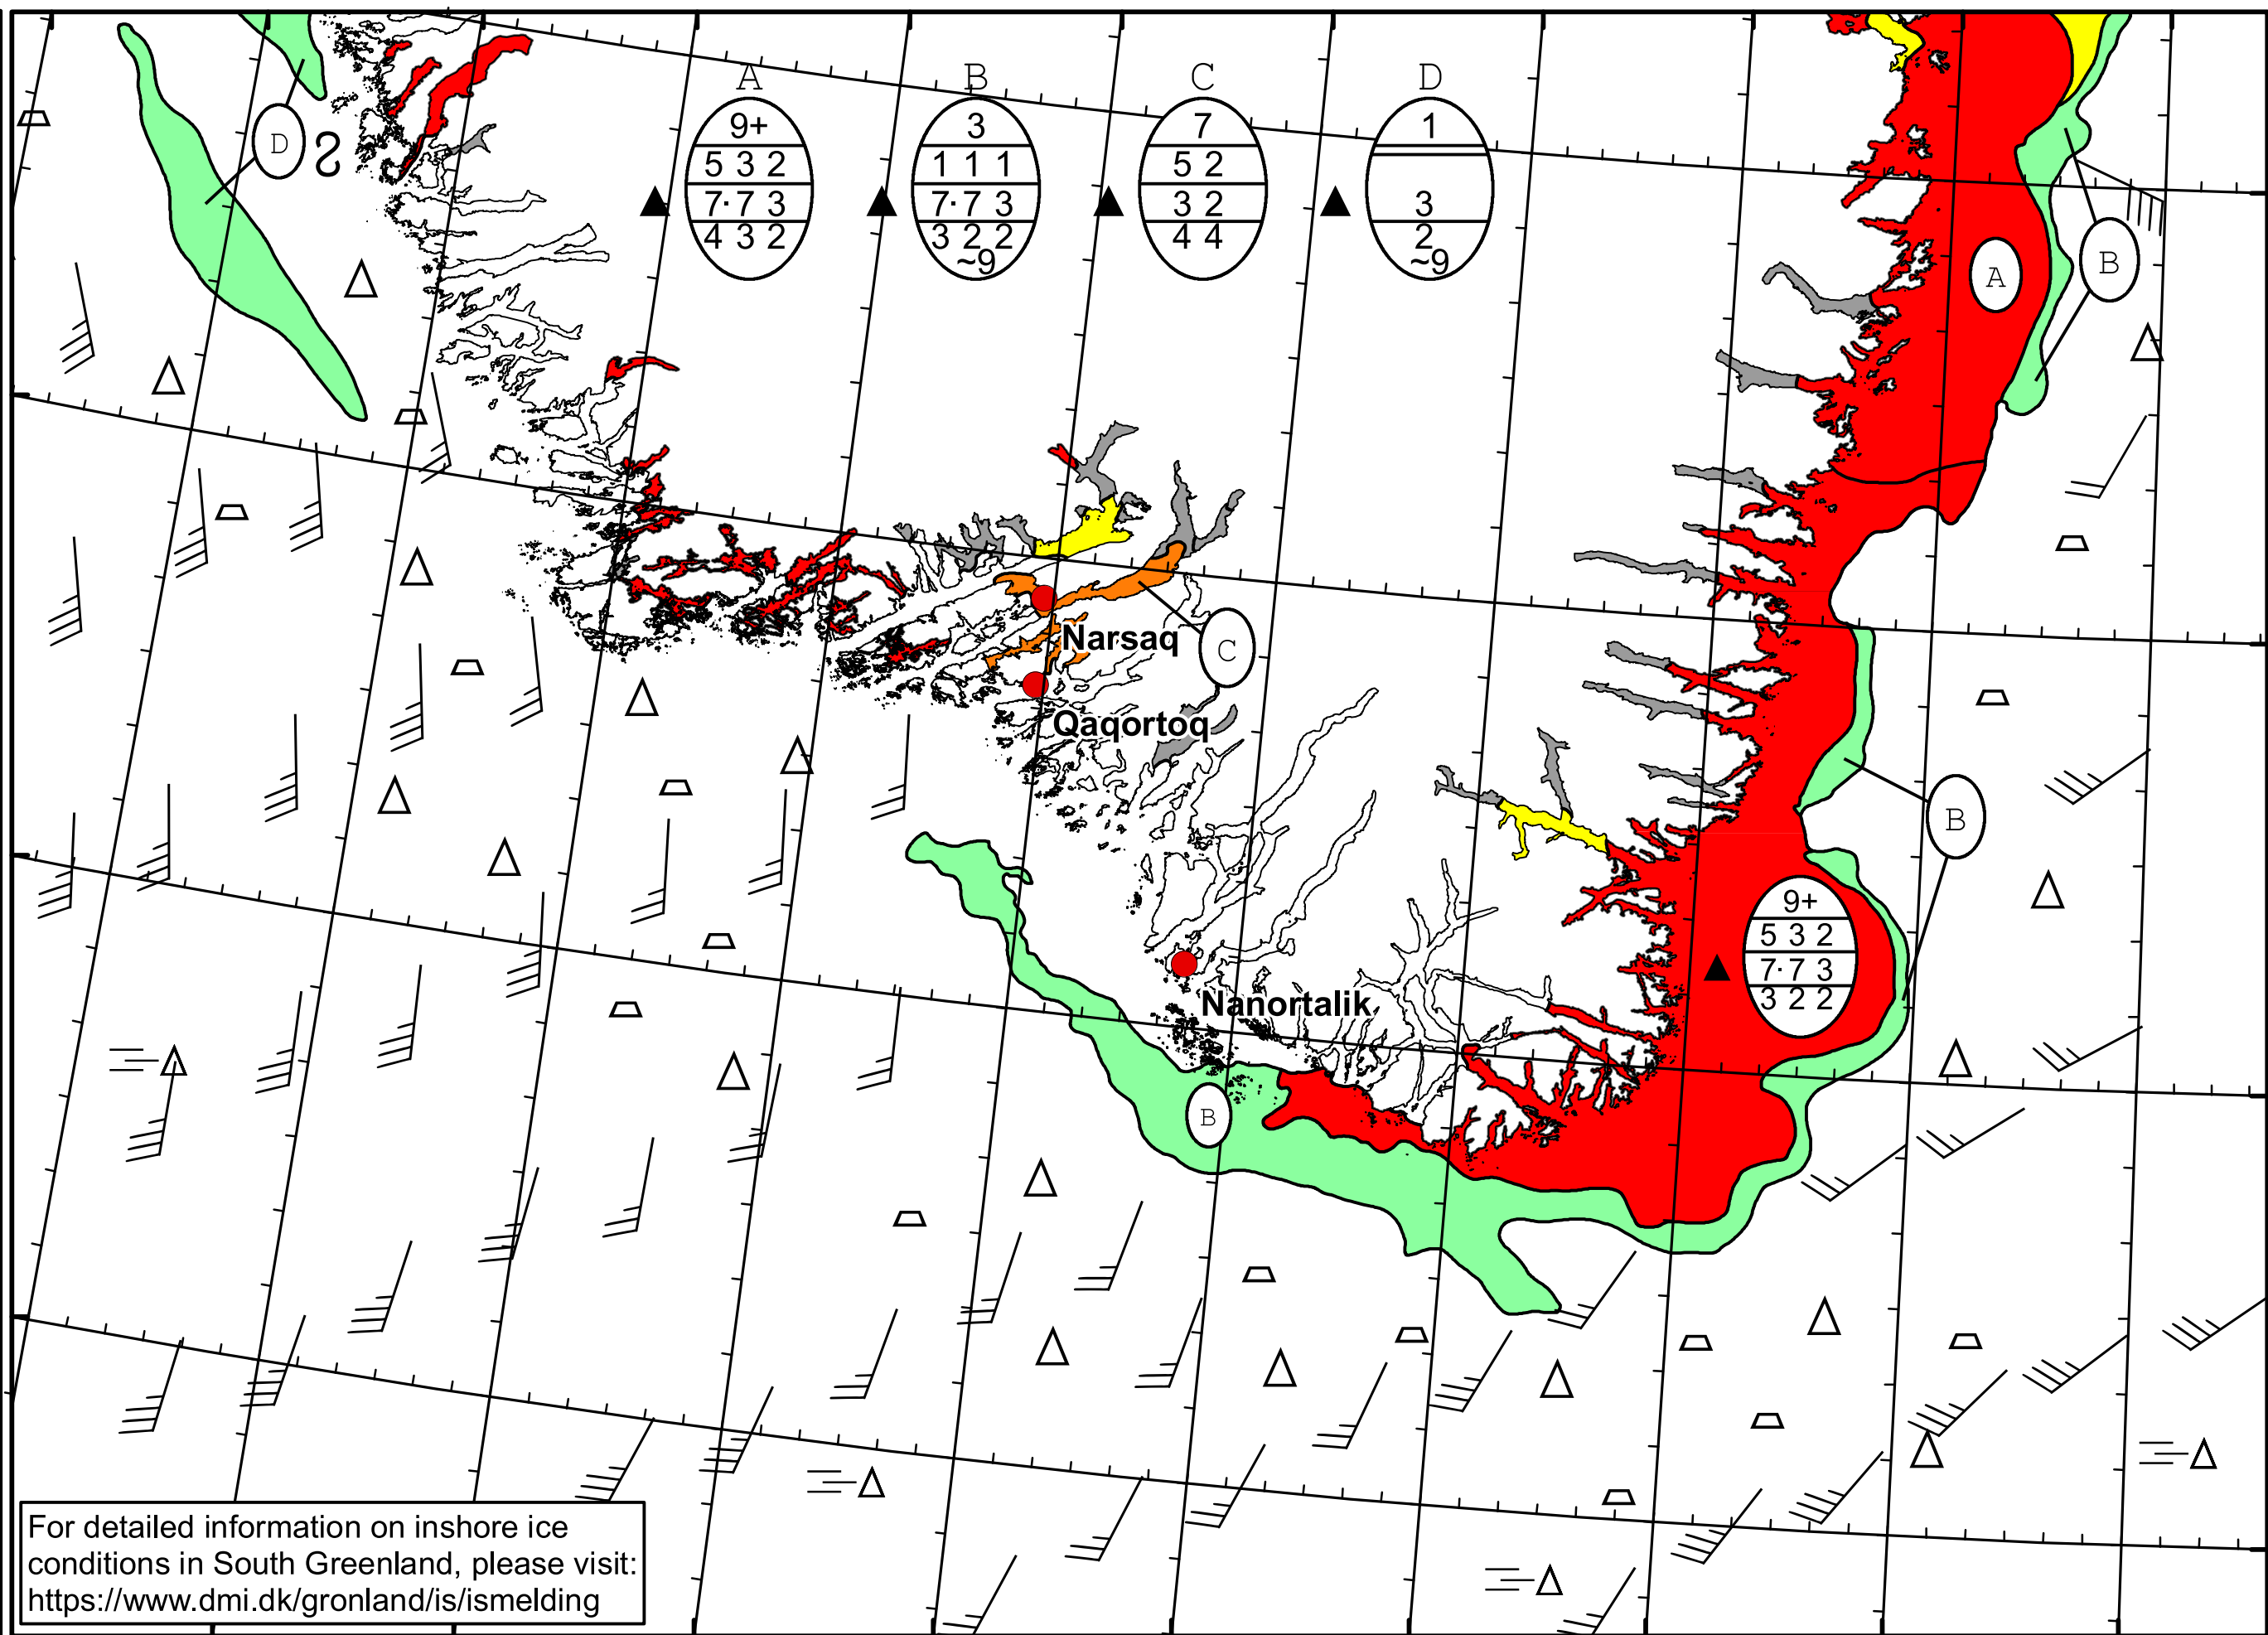 A B C D
9+ 3 7 1
5 3 2 1 1 1 5 2
7·7 3 7·7 3 3 2 3
4 3 2 3 2 2 4 4 2
~9 ~9
D
A
B
Narsaq
C
Qaqortoq
B
9+
5 3 2
7·7 3
3 2 2
Nanortalik
B
For detailed information on inshore ice
conditions in South Greenland, please visit:
https://www.dmi.dk/gronland/is/ismelding